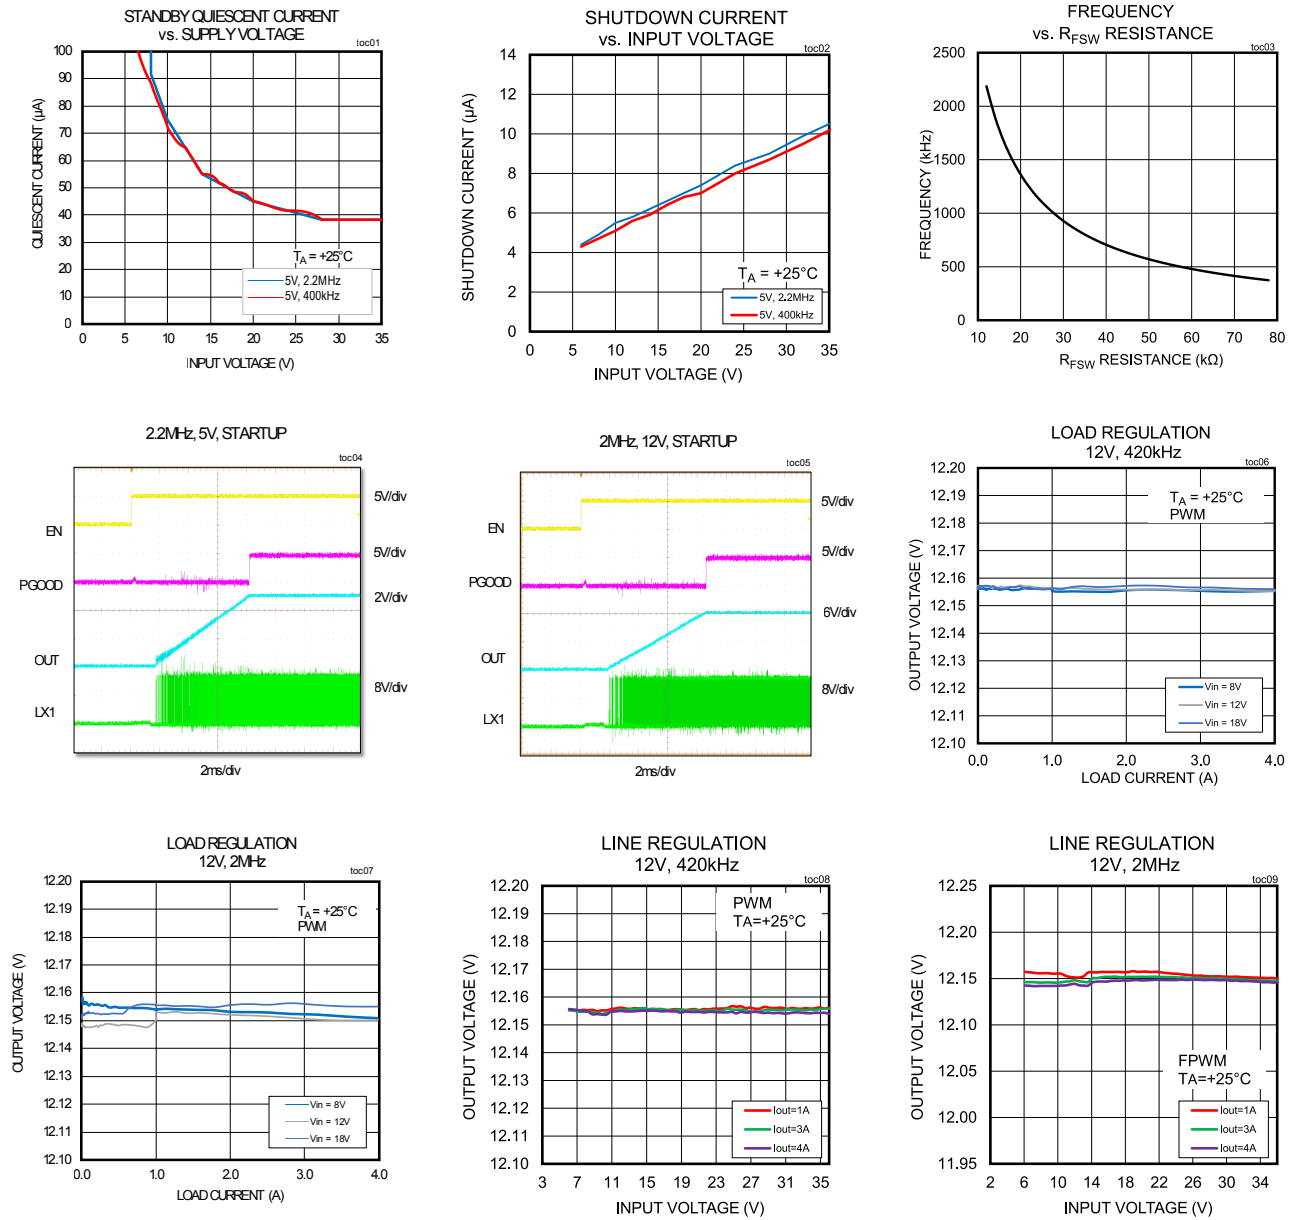 STANDBY QUIESCENT CURRENT
vs. SUPPLY VOLTAGE
toc01
100
90
80
70
60
50
40
30
20
10
0
QUIESCENT CURRENT (µA)
T_A = +25°C
5V, 2.2MHz
5V, 400kHz
0 5 10 15 20 25 30 35
INPUT VOLTAGE (V)
SHUTDOWN CURRENT
vs. INPUT VOLTAGE
toc02
14
12
10
8
6
4
2
0
SHUTDOWN CURRENT (µA)
T_A = +25°C
5V, 2.2MHz
5V, 400kHz
0 5 10 15 20 25 30 35
INPUT VOLTAGE (V)
FREQUENCY
vs. R_FSW RESISTANCE
toc03
2500
2000
1500
1000
500
0
FREQUENCY (kHz)
10 20 30 40 50 60 70 80
R_FSW RESISTANCE (kΩ)
2.2MHz, 5V, STARTUP
toc04
EN
5V/div
PGOOD
5V/div
OUT
2V/div
LX1
8V/div
2ms/div
2MHz, 12V, STARTUP
toc05
EN
5V/div
PGOOD
5V/div
OUT
6V/div
LX1
8V/div
2ms/div
LOAD REGULATION
12V, 420kHz
toc06
12.20
12.19
12.18
12.17
12.16
12.15
12.14
12.13
12.12
12.11
12.10
OUTPUT VOLTAGE (V)
T_A = +25°C
PWM
Vin = 8V
Vin = 12V
Vin = 18V
0.0 1.0 2.0 3.0 4.0
LOAD CURRENT (A)
LOAD REGULATION
12V, 2MHz
toc07
12.20
12.19
12.18
12.17
12.16
12.15
12.14
12.13
12.12
12.11
12.10
OUTPUT VOLTAGE (V)
T_A = +25°C
PWM
Vin = 8V
Vin = 12V
Vin = 18V
0.0 1.0 2.0 3.0 4.0
LOAD CURRENT (A)
LINE REGULATION
12V, 420kHz
toc08
12.20
12.19
12.18
12.17
12.16
12.15
12.14
12.13
12.12
12.11
12.10
OUTPUT VOLTAGE (V)
PWM
TA=+25°C
Iout=1A
Iout=3A
Iout=4A
3 7 11 15 19 23 27 31 35
INPUT VOLTAGE (V)
LINE REGULATION
12V, 2MHz
toc09
12.25
12.20
12.15
12.10
12.05
12.00
11.95
OUTPUT VOLTAGE (V)
FPWM
TA=+25°C
Iout=1A
Iout=3A
Iout=4A
2 6 10 14 18 22 26 30 34
INPUT VOLTAGE (V)